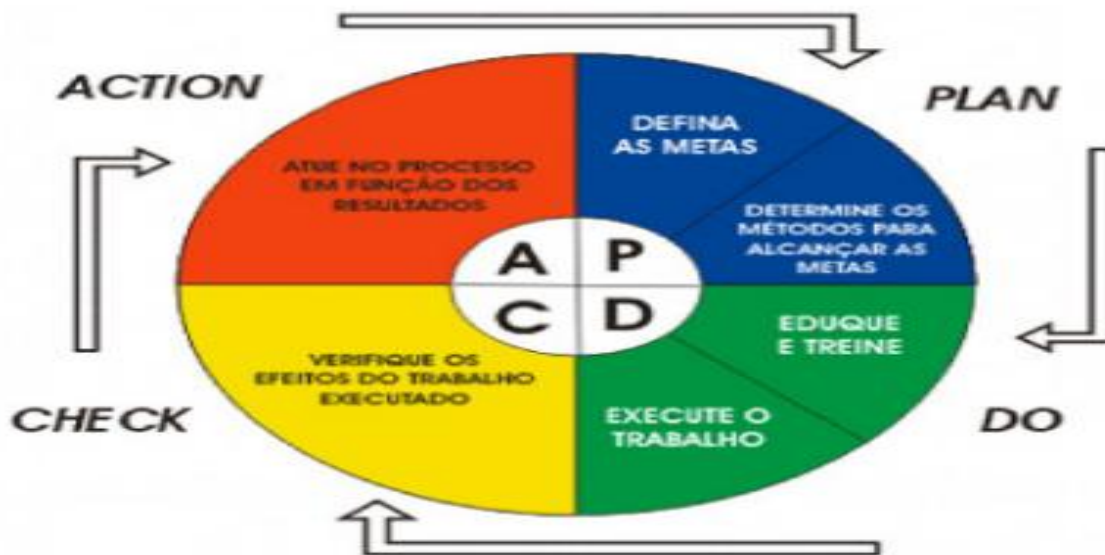 ACTION
PLAN
DEFINA
AS METAS
ATUE NO PROCESSO
EM FUNÇÃO DOS
RESULTADOS
DETERMINE OS
MÉTODOS PARA
ALCANÇAR AS
METAS
A P
C D
EDUQUE
E TREINE
VERIFIQUE OS
EFEITOS DO TRABALHO
EXECUTADO
EXECUTE O
TRABALHO
CHECK
DO